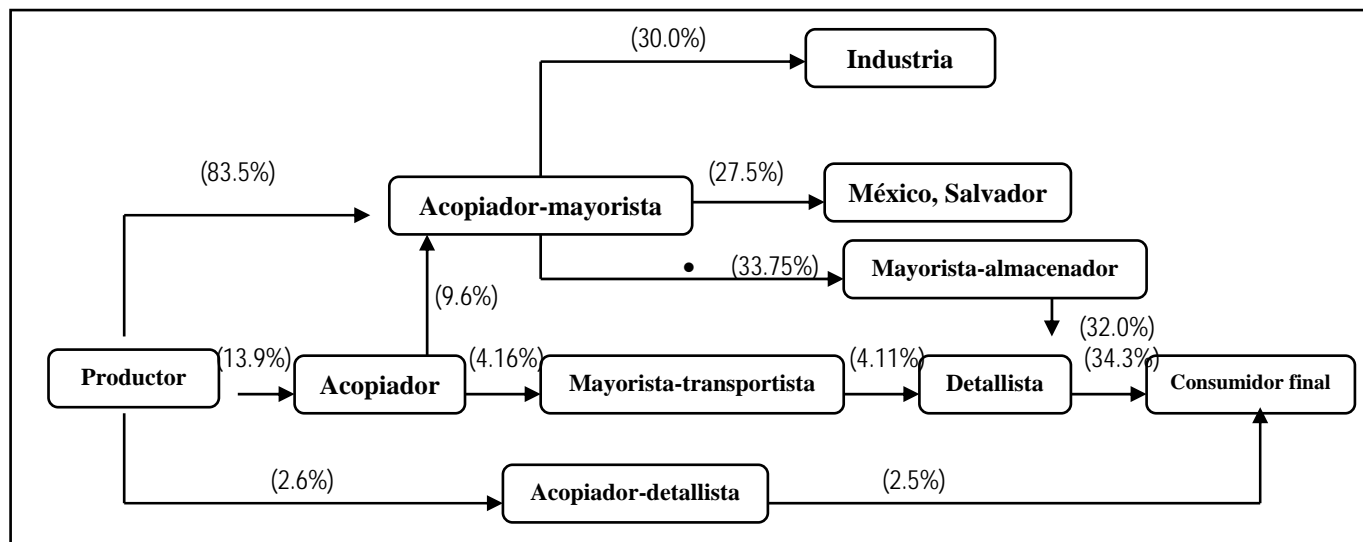 (30.0%)
Industria
(83.5%)
(27.5%)
Acopiador-mayorista
México, Salvador
• (33.75%)
Mayorista-almacenador
(9.6%)
(32.0%)
(13.9%)
(4.16%)
(4.11%)
(34.3%)
Productor
Acopiador
Mayorista-transportista
Detallista
Consumidor final
(2.6%)
Acopiador-detallista
(2.5%)